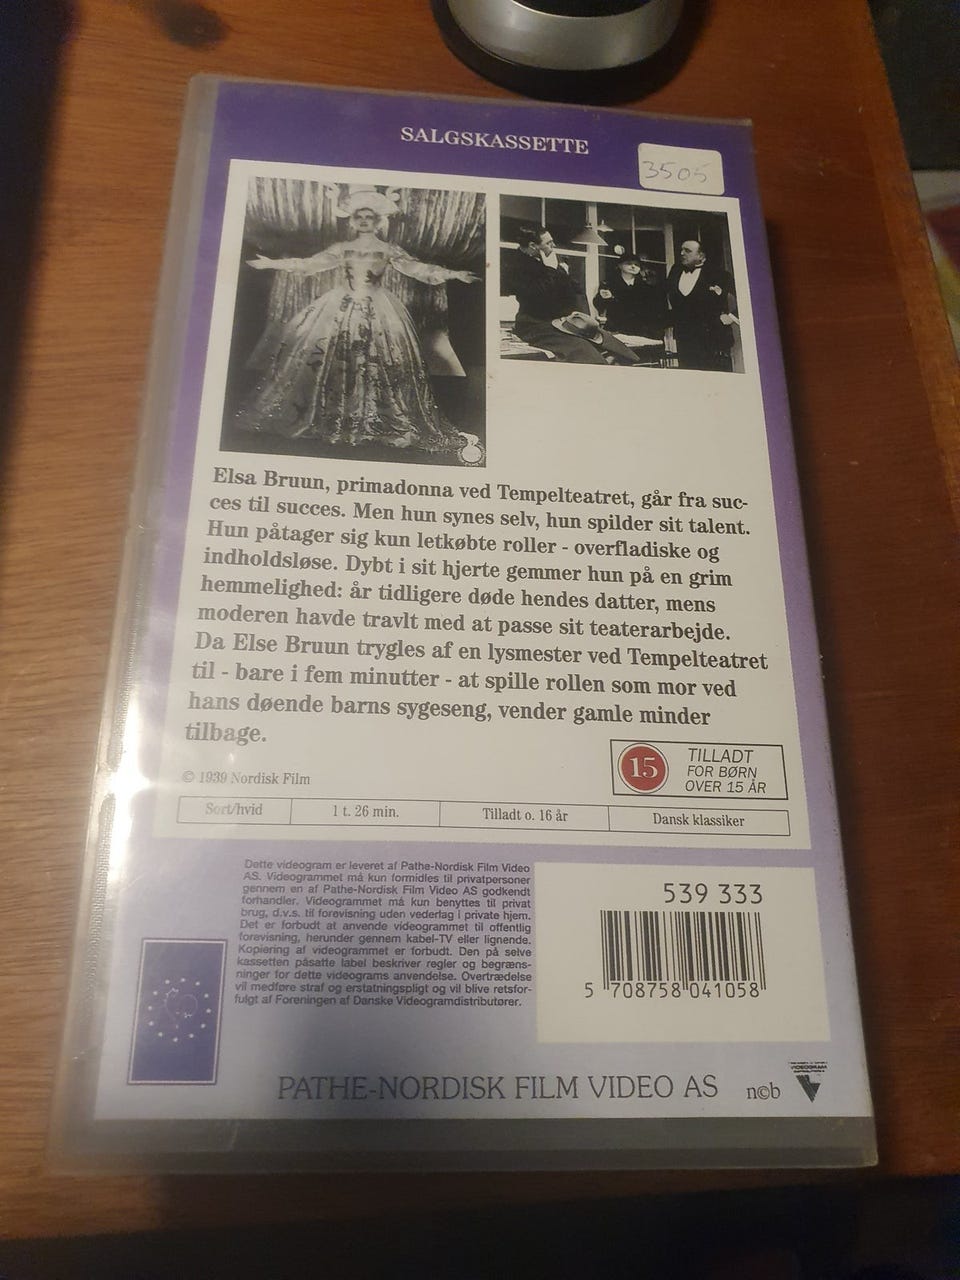 SALGSKASSETTE
3505
Elsa Bruun, primadonna ved Tempelteatret, går fra suc-
ces til succes. Men hun synes selv, hun spilder sit talent.
Hun påtager sig kun letkøbte roller - overfladiske og
indholdsløse. Dybt i sit hjerte gemmer hun på en grim
hemmelighed: år tidligere døde hendes datter, mens
moderen havde travlt med at passe sit teaterarbejde.
Da Else Bruun trygles af en lysmester ved Tempelteatret
til - bare i fem minutter - at spille rollen som mor ved
hans døende barns sygeseng, vender gamle minder
tilbage.
15 TILLADT
FOR BØRN
OVER 15 ÅR
© 1939 Nordisk Film
Sort/hvid 1 t. 26 min. Tilladt o. 16 år Dansk klassiker
Dette videogram er leveret af Pathe-Nordisk Film Video
AS. Videogrammet må kun formidles til privatpersoner
gennem en af Pathe-Nordisk Film Video AS godkendt
forhandler. Videogrammet må kun benyttes til privat
brug, d.v.s. til forevisning uden vederlag i private hjem.
Det er forbudt at anvende videogrammet til offentlig
forevisning, herunder gennem kabel-TV eller lignende.
Kopiering af videogrammet er forbudt. Den på selve
kassetten påsatte label beskriver regler og begræns-
ninger for dette videograms anvendelse. Overtrædelse
vil medføre straf og erstatningspligt og vil blive retsfor-
fulgt af Foreningen af Danske Videogramdistributører.
539 333
5 708758 041058
PATHE-NORDISK FILM VIDEO AS
n©b
VIDEOGRAM